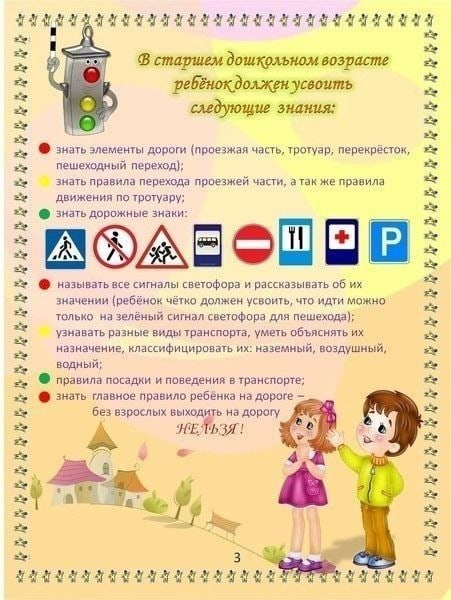 В старшем дошкольном возрасте
ребёнок должен усвоить
следующие знания:
знать элементы дороги (проезжая часть, тротуар, перекрёсток,
пешеходный переход);
знать правила перехода проезжей части, а так же правила
движения по тротуару;
знать дорожные знаки:
P
называть все сигналы светофора и рассказывать об их
значении (ребёнок чётко должен усвоить, что идти можно
только на зелёный сигнал светофора для пешехода);
узнавать разные виды транспорта, уметь объяснять их
назначение, классифицировать их: наземный, воздушный,
водный;
правила посадки и поведения в транспорте;
знать главное правило ребёнка на дороге –
без взрослых выходить на дорогу
НЕЛЬЗЯ!
3